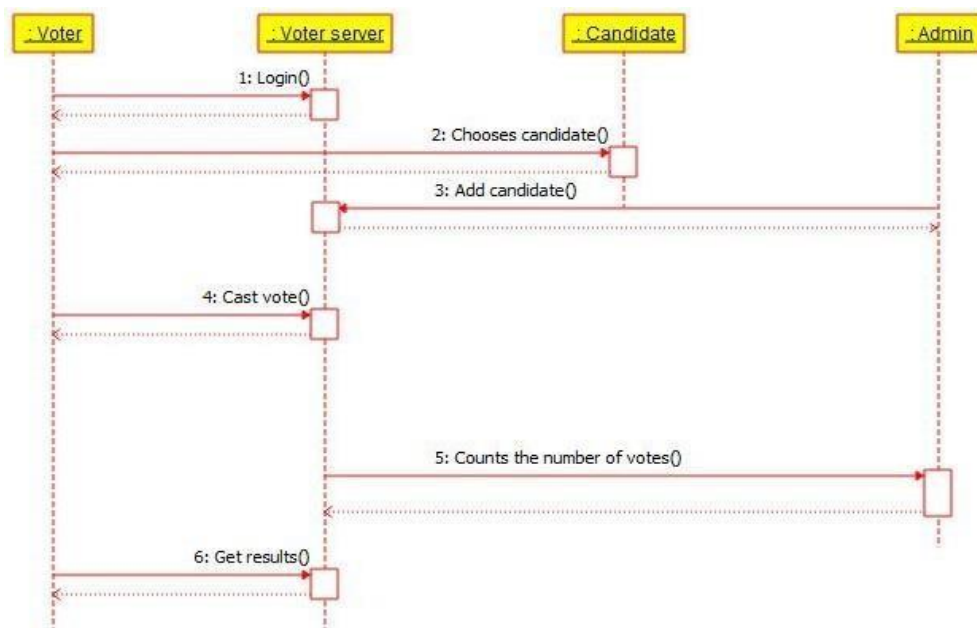 : Voter
: Voter server
: Candidate
: Admin
1: Login()
2: Chooses candidate()
3: Add candidate()
4: Cast vote()
5: Counts the number of votes()
6: Get results()